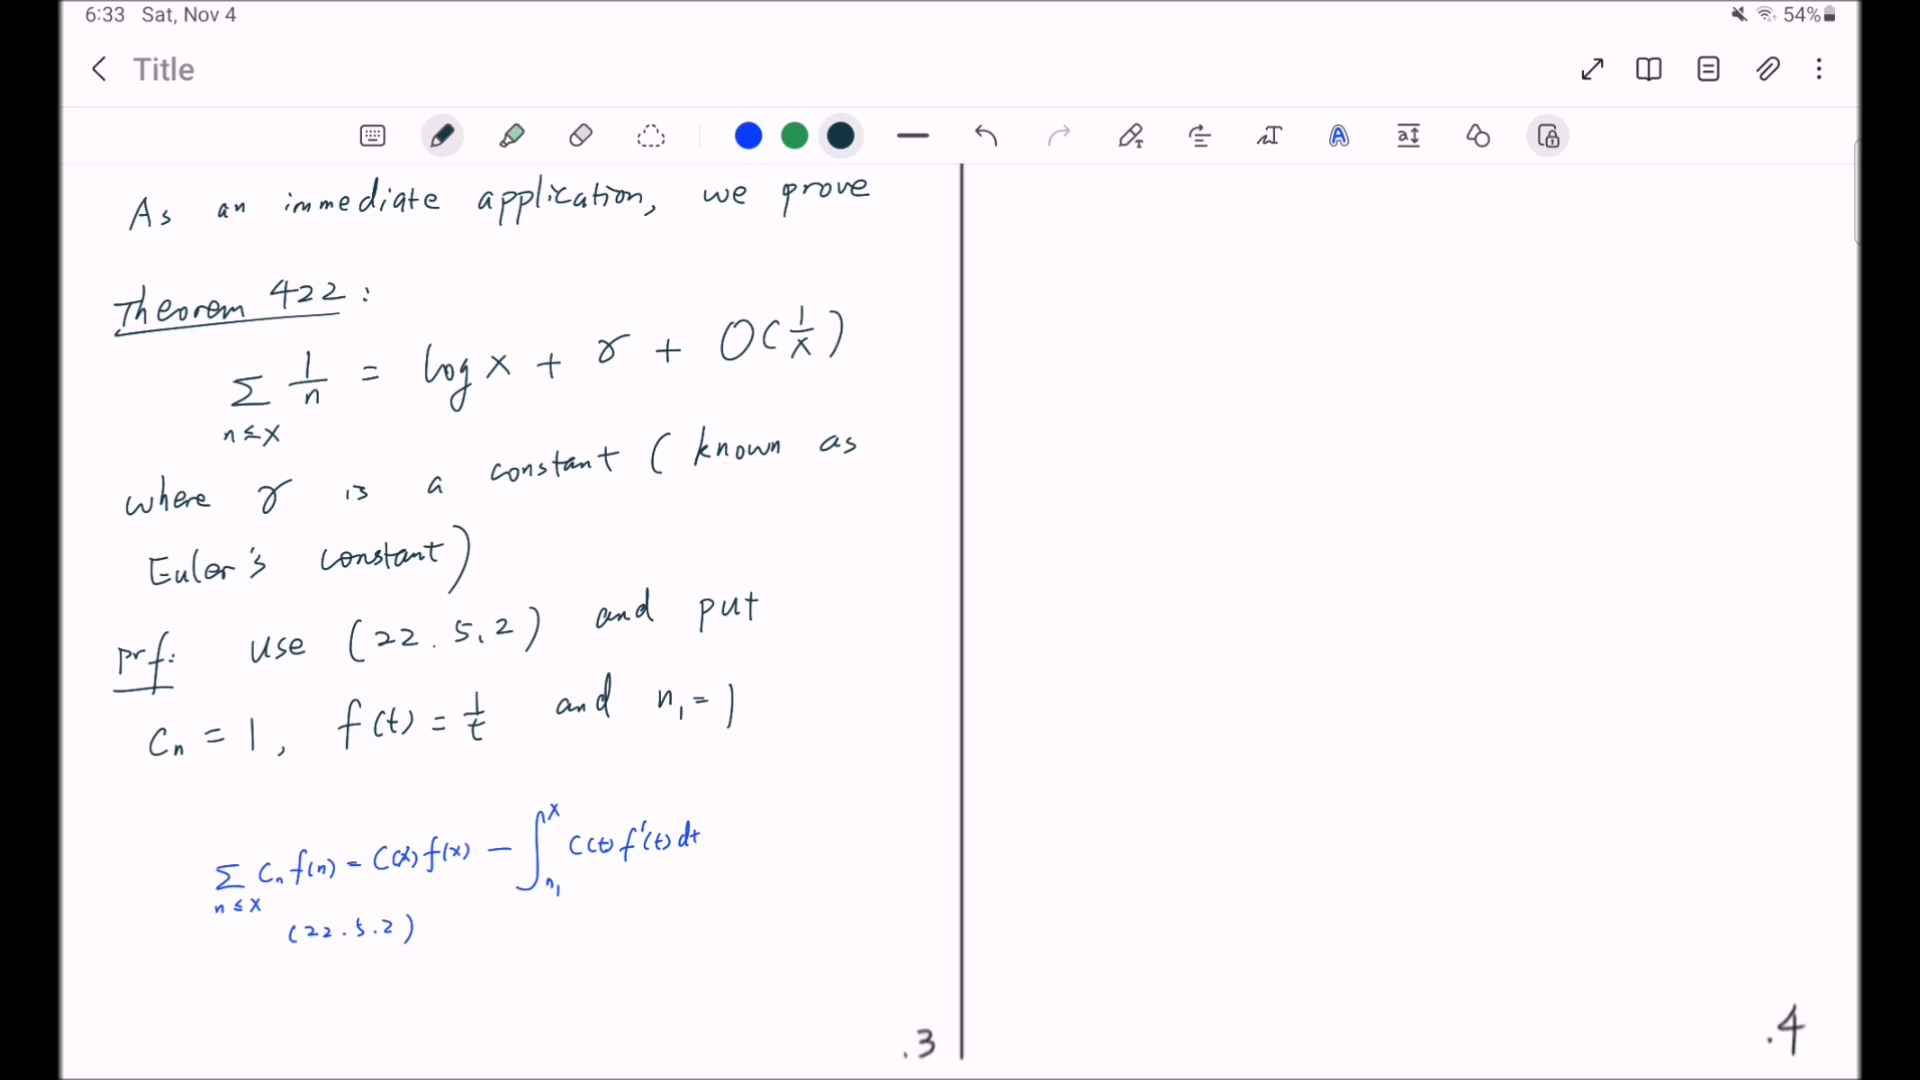 6:33 Sat, Nov 4 54%
Title
As an immediate application, we prove
Theorem 422:
∑ 1/n = log x + γ + O(1/x)
n≤x
where γ is a constant (known as
Euler's constant)
prf: use (22.5.2) and put
Cn = 1, f(t) = 1/t and n₁ = 1
∑ Cn f(n) = C(x) f(x) − ∫ₙ₁ˣ C(t) f'(t) dt
n≤x
(22.5.2)
.3
.4